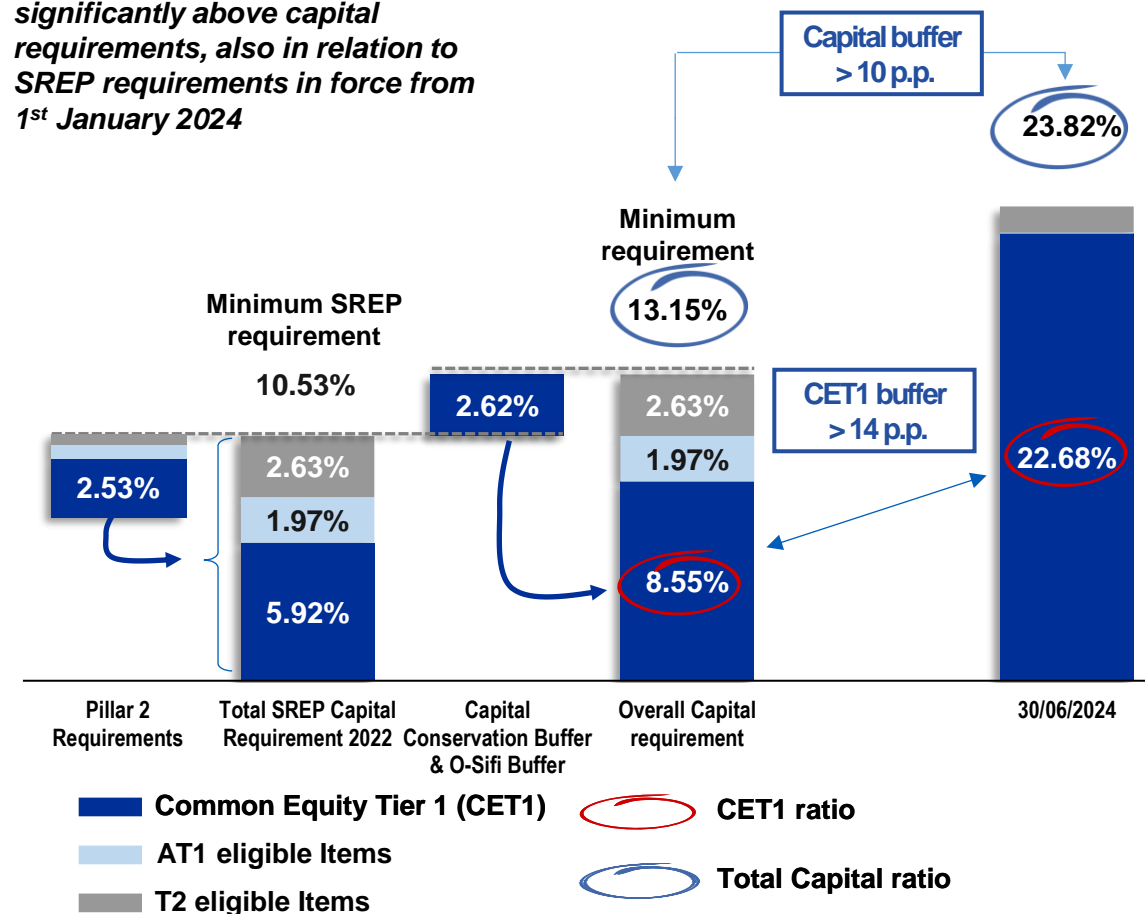 significantly above capital
requirements, also in relation to
SREP requirements in force from
1st January 2024
Capital buffer
> 10 p.p.
23.82%
Minimum
requirement
13.15%
Minimum SREP
requirement
10.53%
2.53%
2.63%
1.97%
5.92%
2.62%
2.63%
1.97%
8.55%
CET1 buffer
> 14 p.p.
22.68%
Pillar 2
Requirements
Total SREP Capital
Requirement 2022
Capital
Conservation Buffer
& O-Sifi Buffer
Overall Capital
requirement
30/06/2024
Common Equity Tier 1 (CET1)
AT1 eligible Items
T2 eligible Items
CET1 ratio
Total Capital ratio